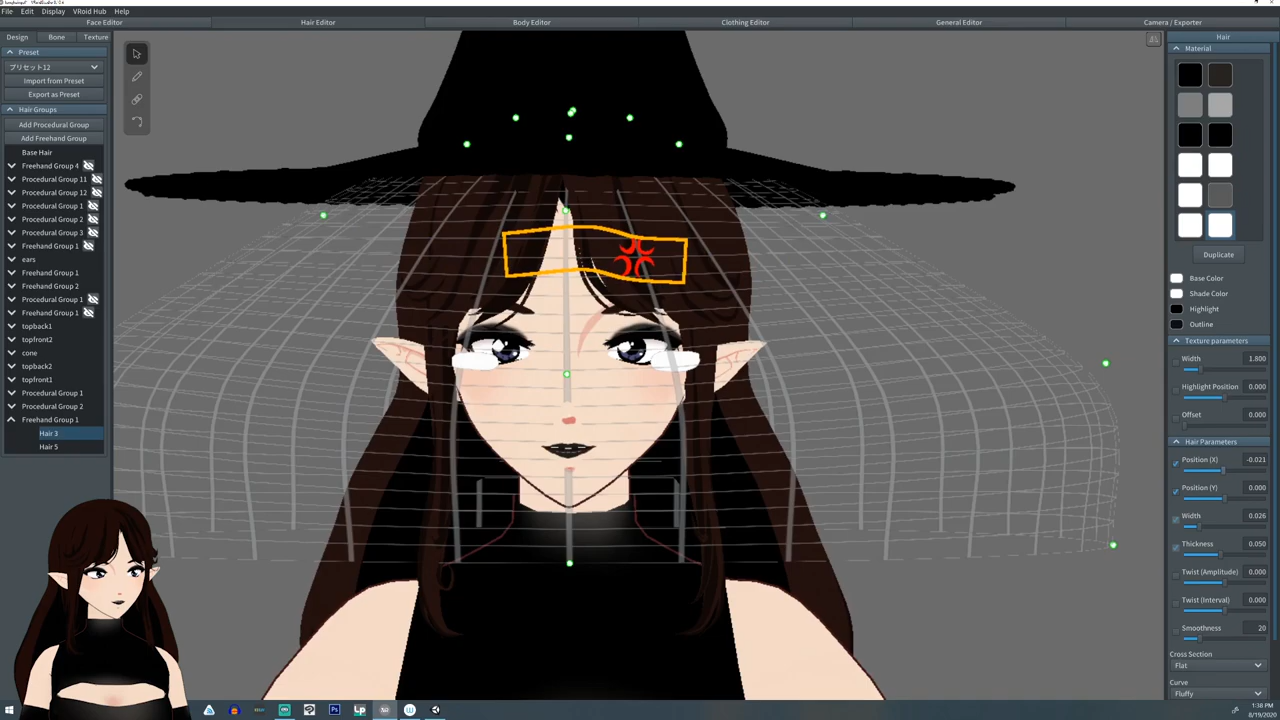 File Edit Display VRoid Hub Help
Face Editor Hair Editor Body Editor Clothing Editor General Editor Camera / Exporter
Design Bone Texture
Preset
プリセット12
Import from Preset
Export as Preset
Hair Groups
Add Procedural Group
Add Freehand Group
Base Hair
Freehand Group 4
Procedural Group 11
Procedural Group 12
Procedural Group 1
Procedural Group 2
Procedural Group 3
Freehand Group 1
ears
Freehand Group 1
Freehand Group 2
Procedural Group 1
Freehand Group 1
topback1
topfront2
cone
topback2
topfront1
Procedural Group 1
Procedural Group 2
Freehand Group 1
Hair 3
Hair 5
Hair
Material
Duplicate
Base Color
Shade Color
Highlight
Outline
Texture parameters
Width 1.800
Highlight Position 0.000
Offset 0.000
Hair Parameters
Position (X) -0.021
Position (Y) 0.000
Width 0.026
Thickness 0.050
Twist (Amplitude) 0.000
Twist (Interval) 0.000
Smoothness 20
Cross Section
Flat
Curve
Fluffy
1:38 PM
8/19/2020